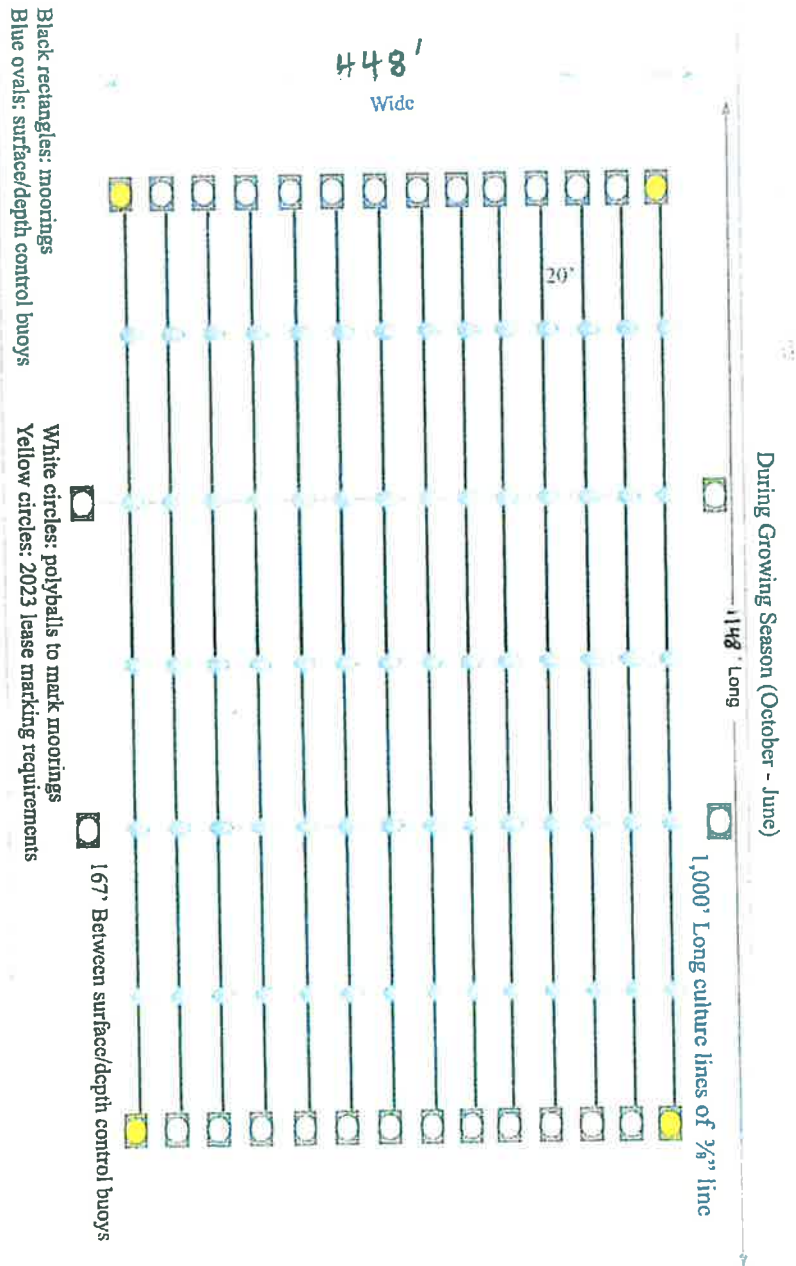 During Growing Season (October - June)
1148' Long
1,000' Long culture lines of 3/8" line
448'
Wide
20'
167' Between surface/depth control buoys
Black rectangles: moorings
Blue ovals: surface/depth control buoys
White circles: polyballs to mark moorings
Yellow circles: 2023 lease marking requirements